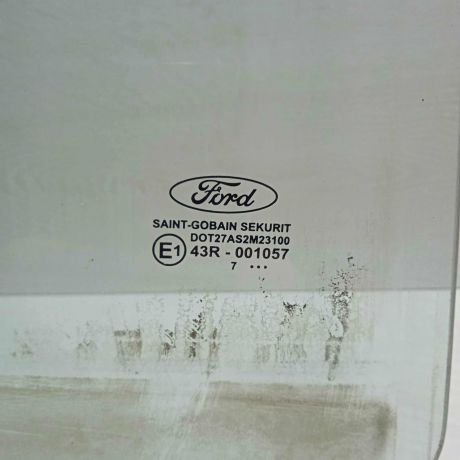 Ford
SAINT-GOBAIN SEKURIT
DOT27AS2M23100
E1 43R - 001057
7 ...